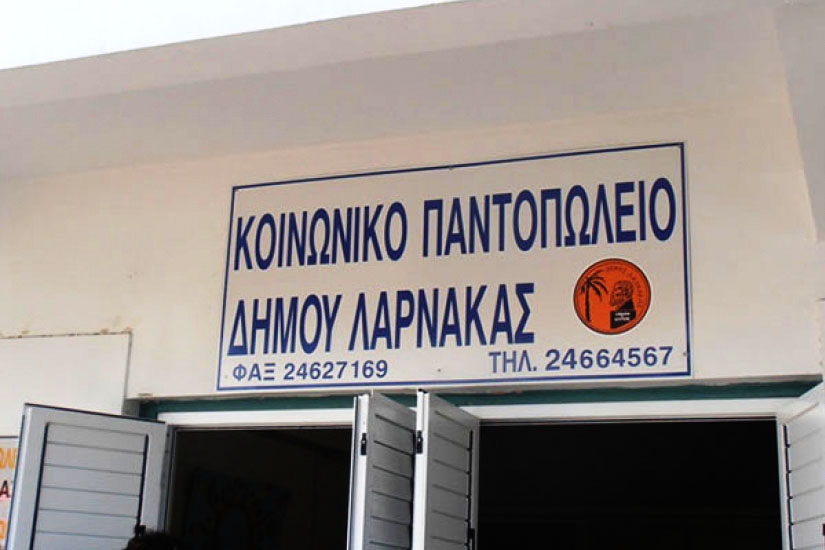 ΚΟΙΝΩΝΙΚΟ ΠΑΝΤΟΠΩΛΕΙΟ
ΔΗΜΟΥ ΛΑΡΝΑΚΑΣ
ΦΑΞ 24627169 ΤΗΛ. 24664567